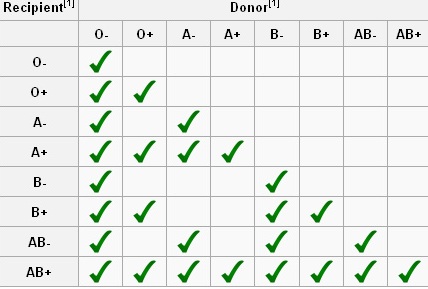 Recipient[1] Donor[1]
O- O+ A- A+ B- B+ AB- AB+
O-
O+
A-
A+
B-
B+
AB-
AB+